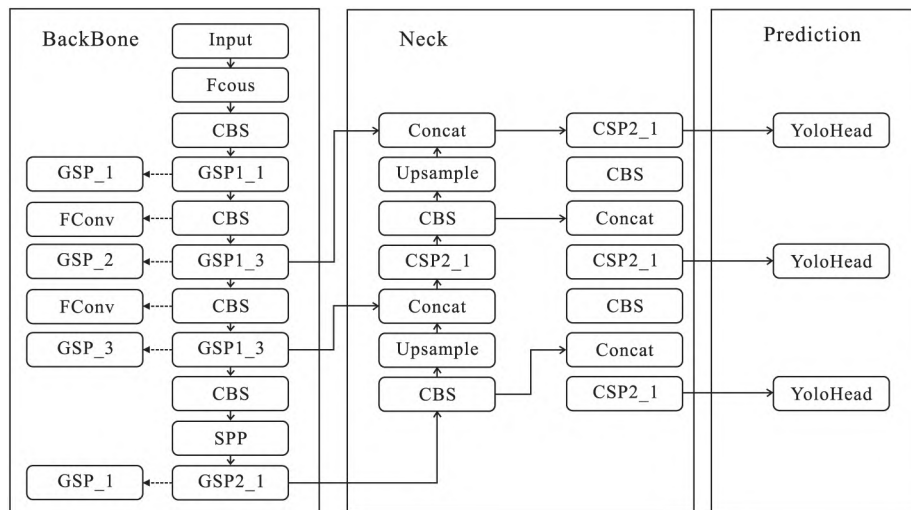 BackBone
Input
Fcous
CBS
GSP_1
GSP1_1
FConv
CBS
GSP_2
GSP1_3
FConv
CBS
GSP_3
GSP1_3
CBS
SPP
GSP_1
GSP2_1
Neck
Concat
Upsample
CBS
CSP2_1
Concat
Upsample
CBS
CSP2_1
CBS
Concat
CSP2_1
CBS
Concat
CSP2_1
Prediction
YoloHead
YoloHead
YoloHead